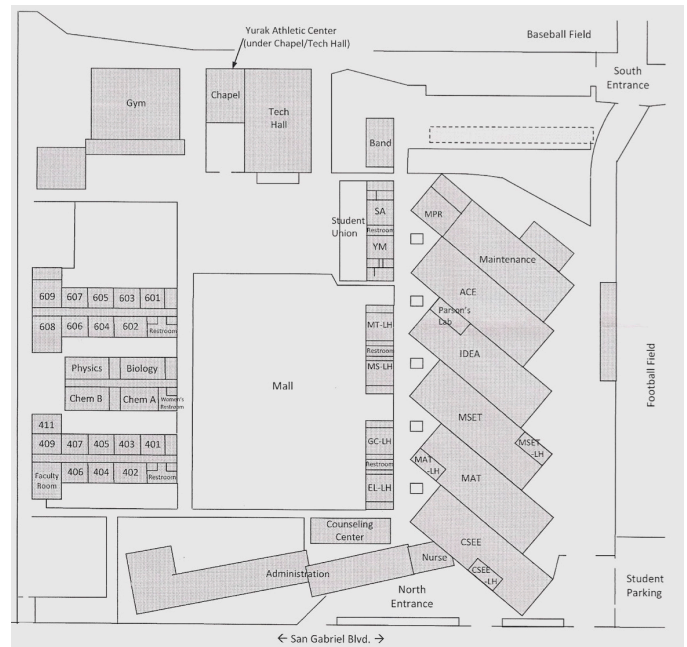 Yurak Athletic Center
(under Chapel/Tech Hall)
Baseball Field
South
Entrance
Gym
Chapel
Tech
Hall
Band
SA
Restroom
YM
Student
Union
MPR
Maintenance
ACE
Parson's
Lab
IDEA
MSET
MSET
-LH
MAT
-LH
MAT
CSEE
CSEE
-LH
Football Field
609 607 605 603 601
608 606 604 602 Restroom
Physics Biology
Chem B Chem A Women's
Restroom
411
409 407 405 403 401
Faculty
Room
406 404 402 Restroom
Mall
MT-LH
Restroom
MS-LH
GC-LH
Restroom
EL-LH
Counseling
Center
Administration
Nurse
North
Entrance
Student
Parking
← San Gabriel Blvd. →